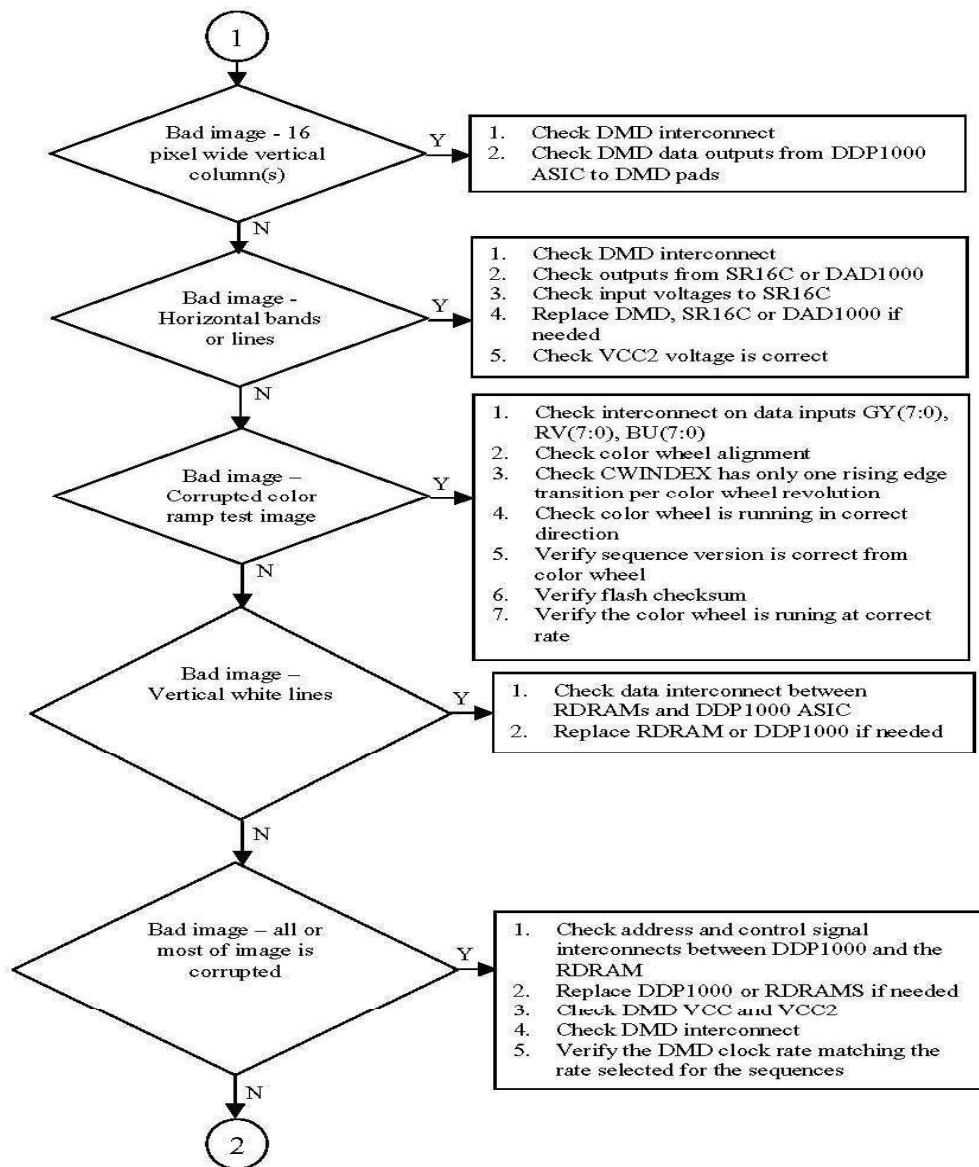 1
Bad image - 16
pixel wide vertical
column(s)
Y
1. Check DMD interconnect
2. Check DMD data outputs from DDP1000
ASIC to DMD pads
N
Bad image -
Horizontal bands
or lines
Y
1. Check DMD interconnect
2. Check outputs from SR16C or DAD1000
3. Check input voltages to SR16C
4. Replace DMD, SR16C or DAD1000 if
needed
5. Check VCC2 voltage is correct
N
Bad image –
Corrupted color
ramp test image
Y
1. Check interconnect on data inputs GY(7:0),
RV(7:0), BU(7:0)
2. Check color wheel alignment
3. Check CWINDEX has only one rising edge
transition per color wheel revolution
4. Check color wheel is running in correct
direction
5. Verify sequence version is correct from
color wheel
6. Verify flash checksum
7. Verify the color wheel is runing at correct
rate
N
Bad image –
Vertical white lines
Y
1. Check data interconnect between
RDRAMs and DDP1000 ASIC
2. Replace RDRAM or DDP1000 if needed
N
Bad image – all or
most of image is
corrupted
Y
1. Check address and control signal
interconnects between DDP1000 and the
RDRAM
2. Replace DDP1000 or RDRAMS if needed
3. Check DMD VCC and VCC2
4. Check DMD interconnect
5. Verify the DMD clock rate matching the
rate selected for the sequences
N
2